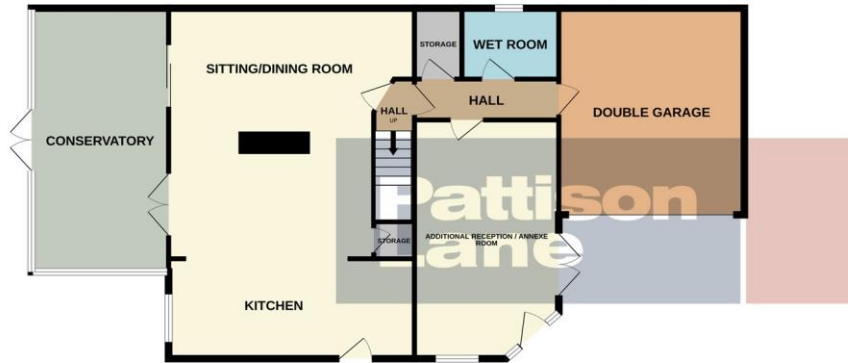 STORAGE
WET ROOM
SITTING/DINING ROOM
HALL
DOUBLE GARAGE
HALL
UP
CONSERVATORY
Pattison
Lane
ADDITIONAL RECEPTION / ANNEXE
ROOM
STORAGE
KITCHEN